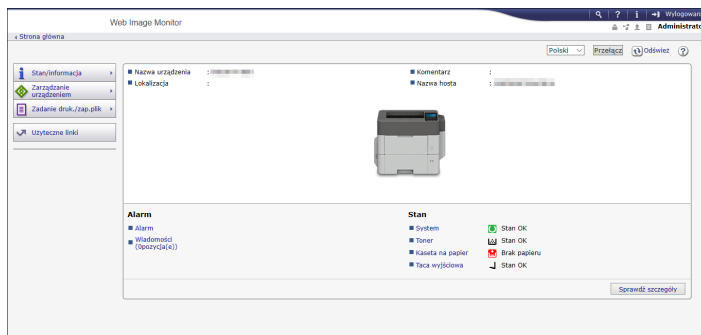 Web Image Monitor
? | i | Wylogowan
Administrato
Strona główna
Polski Przełącz Odśwież ?
Stan/informacja
Zarządzanie
urządzeniem
Zadanie druk./zap.plik
Użyteczne linki
Nazwa urządzenia :
Lokalizacja :
Komentarz :
Nazwa hosta :
Alarm
Alarm
Wiadomości
(0pozycja(e))
Stan
System Stan OK
Toner Stan OK
Kaseta na papier Brak papieru
Taca wyjściowa Stan OK
Sprawdź szczegóły